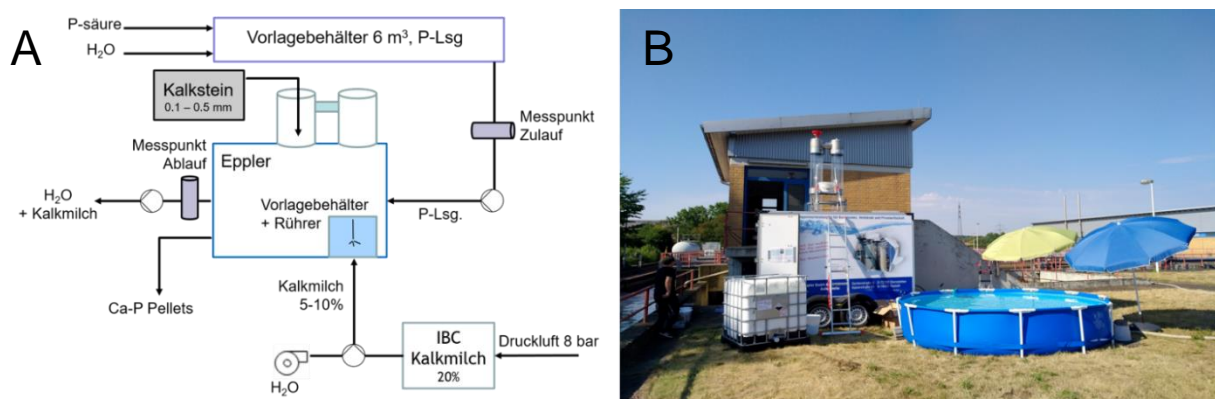 A
P-säure
H₂O
Vorlagebehälter 6 m³, P-Lsg
Kalkstein
0.1 – 0.5 mm
Messpunkt
Zulauf
Messpunkt
Ablauf
Eppler
H₂O
+ Kalkmilch
Vorlagebehälter
+ Rührer
P-Lsg.
Ca-P Pellets
Kalkmilch
5-10%
IBC
Kalkmilch
20%
Druckluft 8 bar
H₂O
B